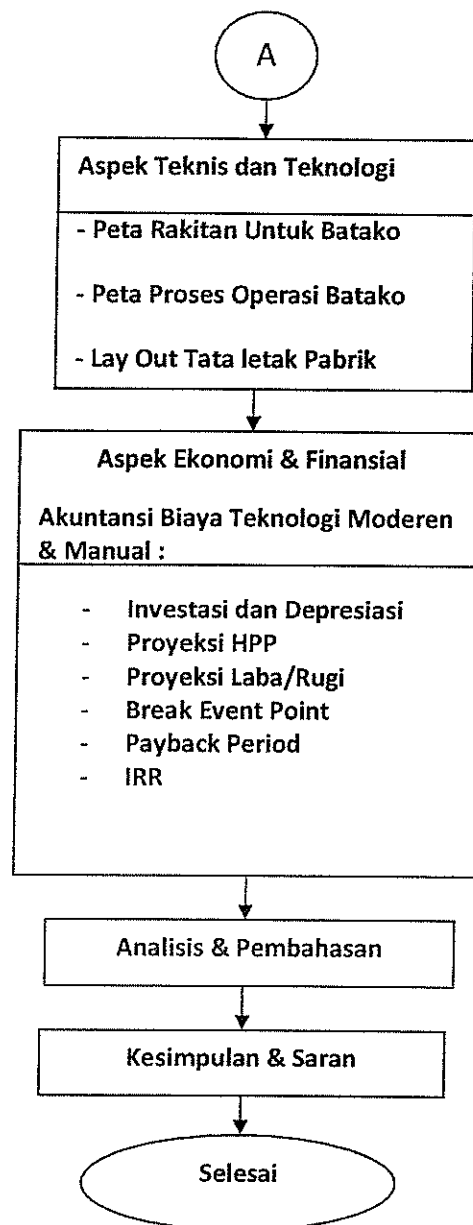 A
Aspek Teknis dan Teknologi
- Peta Rakitan Untuk Batako
- Peta Proses Operasi Batako
- Lay Out Tata letak Pabrik
Aspek Ekonomi & Finansial
Akuntansi Biaya Teknologi Moderen
& Manual :
- Investasi dan Depresiasi
- Proyeksi HPP
- Proyeksi Laba/Rugi
- Break Event Point
- Payback Period
- IRR
Analisis & Pembahasan
Kesimpulan & Saran
Selesai